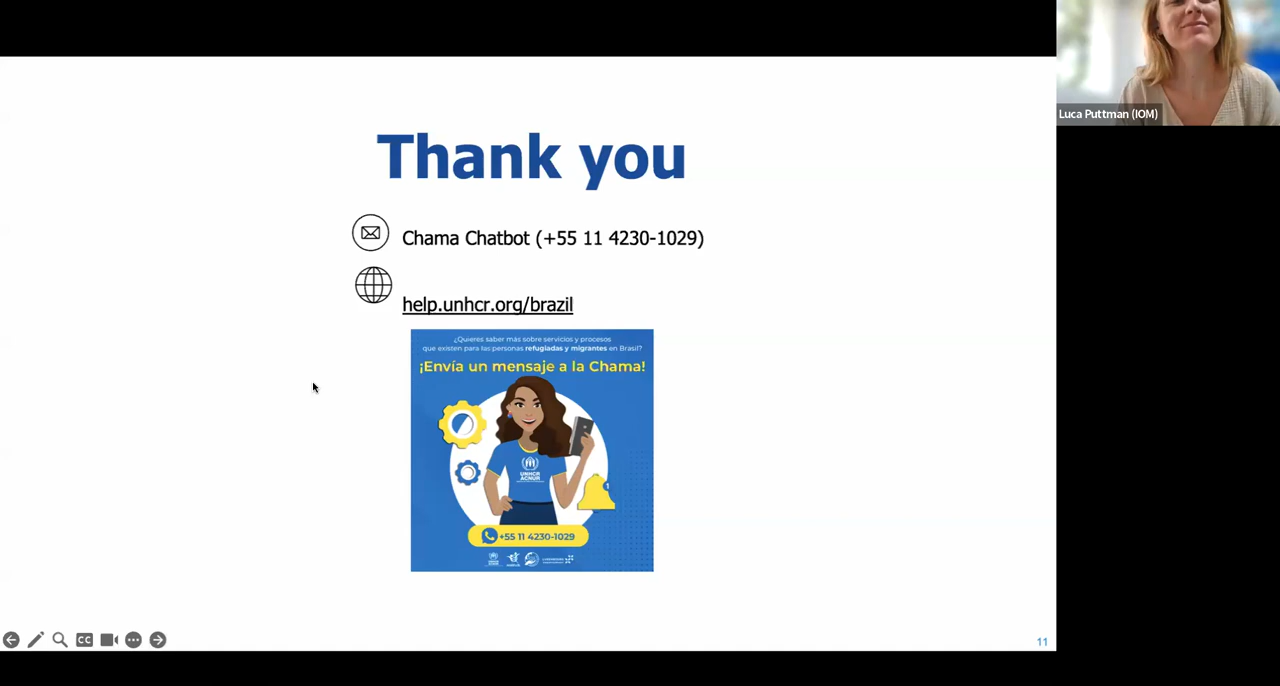 Thank you
Chama Chatbot (+55 11 4230-1029)
help.unhcr.org/brazil
¿Quieres saber más sobre servicios y procesos
que existen para las personas refugiadas y migrantes en Brasil?
¡Envía un mensaje a la Chama!
UNHCR
ACNUR
1
+55 11 4230-1029
CC
11
Luca Puttman (IOM)